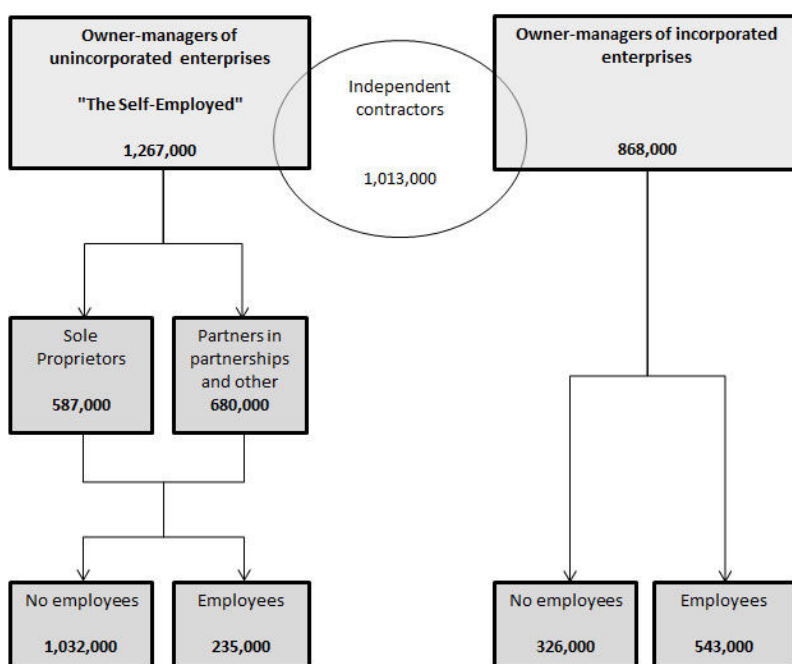 Owner-managers of
unincorporated enterprises
"The Self-Employed"
1,267,000
Independent
contractors
1,013,000
Owner-managers of incorporated
enterprises
868,000
Sole
Proprietors
587,000
Partners in
partnerships
and other
680,000
No employees
1,032,000
Employees
235,000
No employees
326,000
Employees
543,000